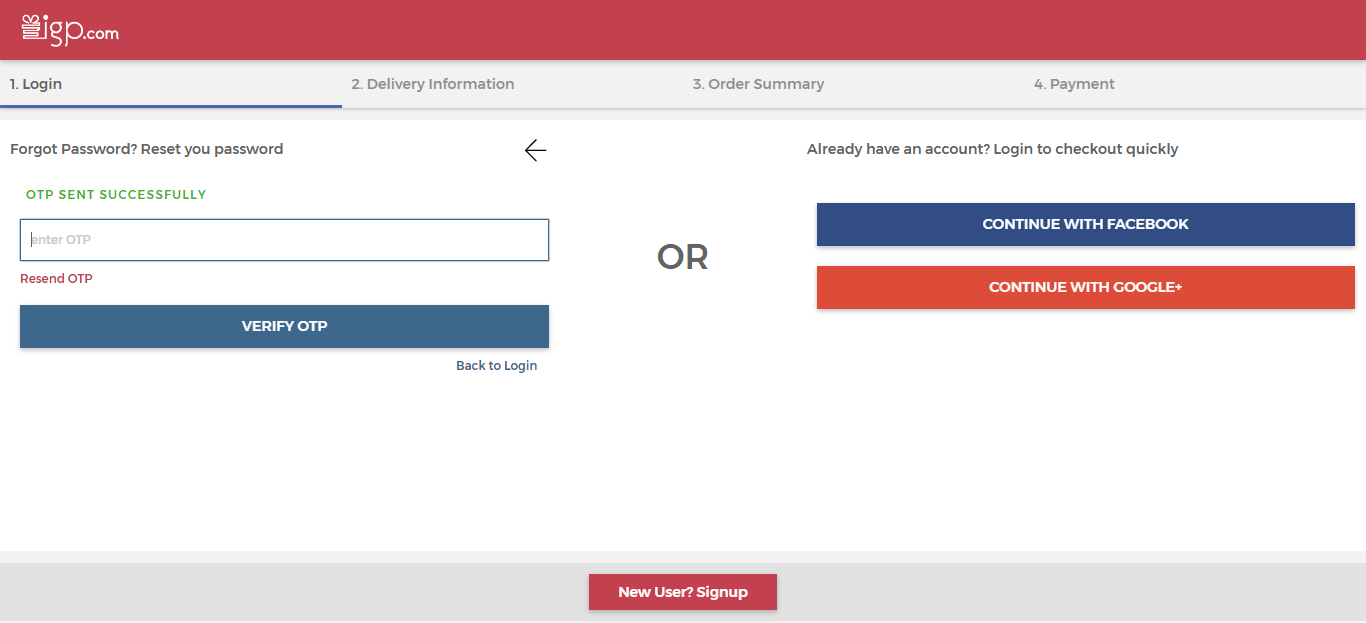 igp.com
1. Login
2. Delivery Information
3. Order Summary
4. Payment
Forgot Password? Reset you password
OTP SENT SUCCESSFULLY
enter OTP
Resend OTP
VERIFY OTP
Back to Login
OR
Already have an account? Login to checkout quickly
CONTINUE WITH FACEBOOK
CONTINUE WITH GOOGLE+
New User? Signup